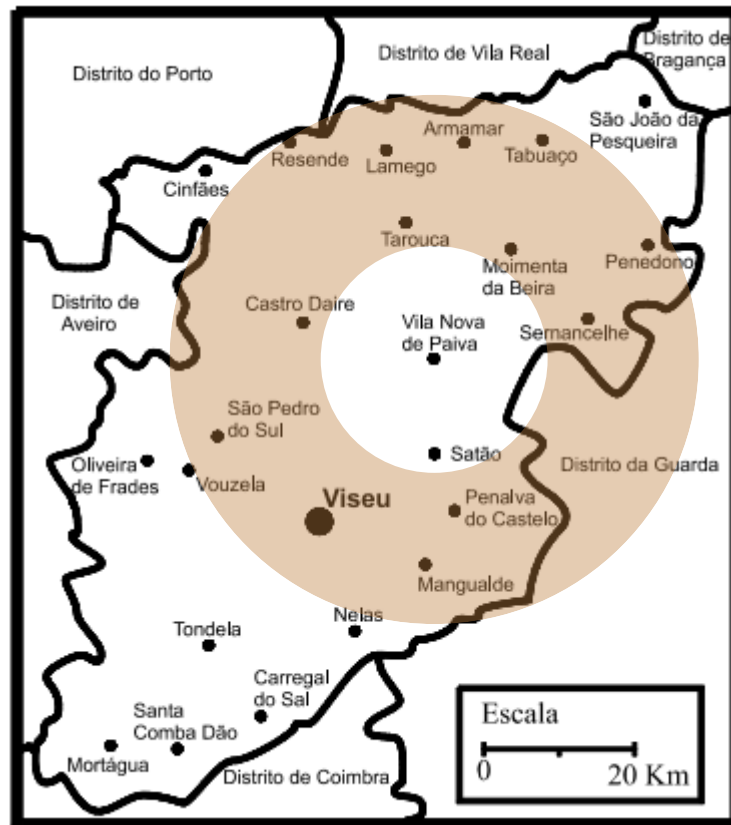 Distrito de Vila Real
Distrito de
Bragança
Distrito do Porto
São João da
Pesqueira
Armamar
Tabuaço
Resende
Lamego
Cinfães
Tarouca
Moimenta
da Beira
Penedono
Distrito de
Aveiro
Castro Daire
Vila Nova
de Paiva
Sernancelhe
São Pedro
do Sul
Oliveira
de Frades
Vouzela
Satão
Distrito da Guarda
Viseu
Penalva
do Castelo
Mangualde
Nelas
Tondela
Carregal
do Sal
Santa
Comba Dão
Mortágua
Distrito de Coimbra
Escala
0 20 Km